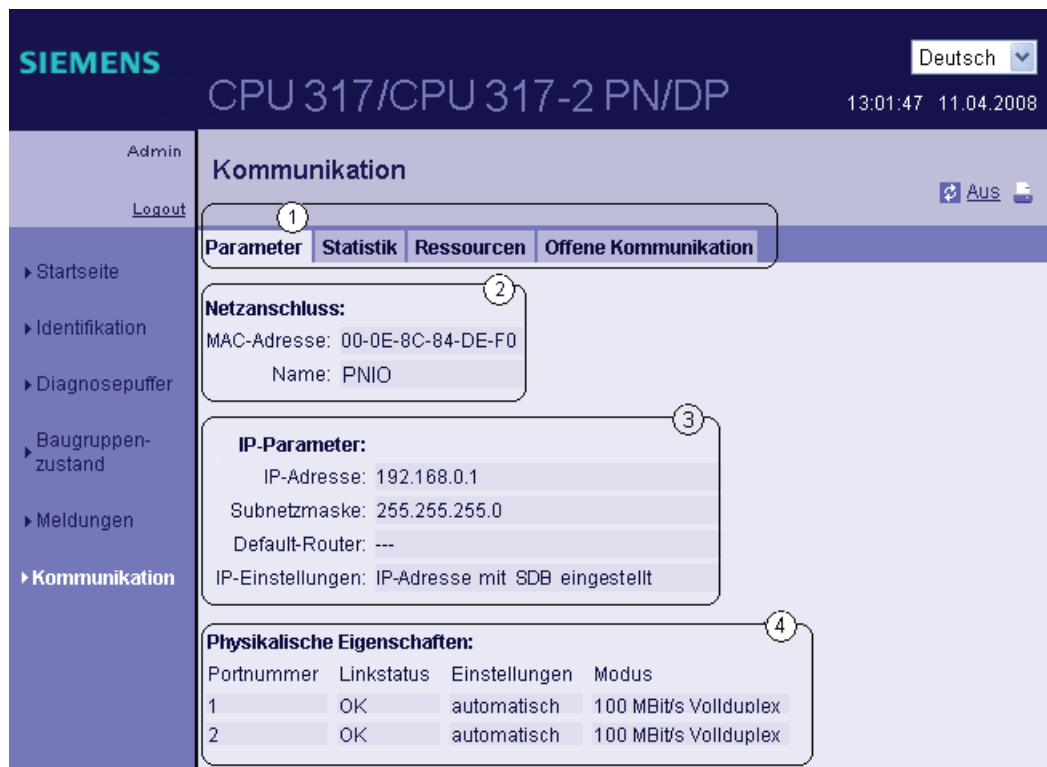 SIEMENS
CPU 317/CPU 317-2 PN/DP
Deutsch
13:01:47 11.04.2008
Admin
Logout
Startseite
Identifikation
Diagnosepuffer
Baugruppen-
zustand
Meldungen
Kommunikation
Kommunikation
Aus
1
Parameter Statistik Ressourcen Offene Kommunikation
2
Netzanschluss:
MAC-Adresse: 00-0E-8C-84-DE-F0
Name: PNIO
3
IP-Parameter:
IP-Adresse: 192.168.0.1
Subnetzmaske: 255.255.255.0
Default-Router: ---
IP-Einstellungen: IP-Adresse mit SDB eingestellt
4
Physikalische Eigenschaften:
Portnummer Linkstatus Einstellungen Modus
1 OK automatisch 100 MBit/s Vollduplex
2 OK automatisch 100 MBit/s Vollduplex